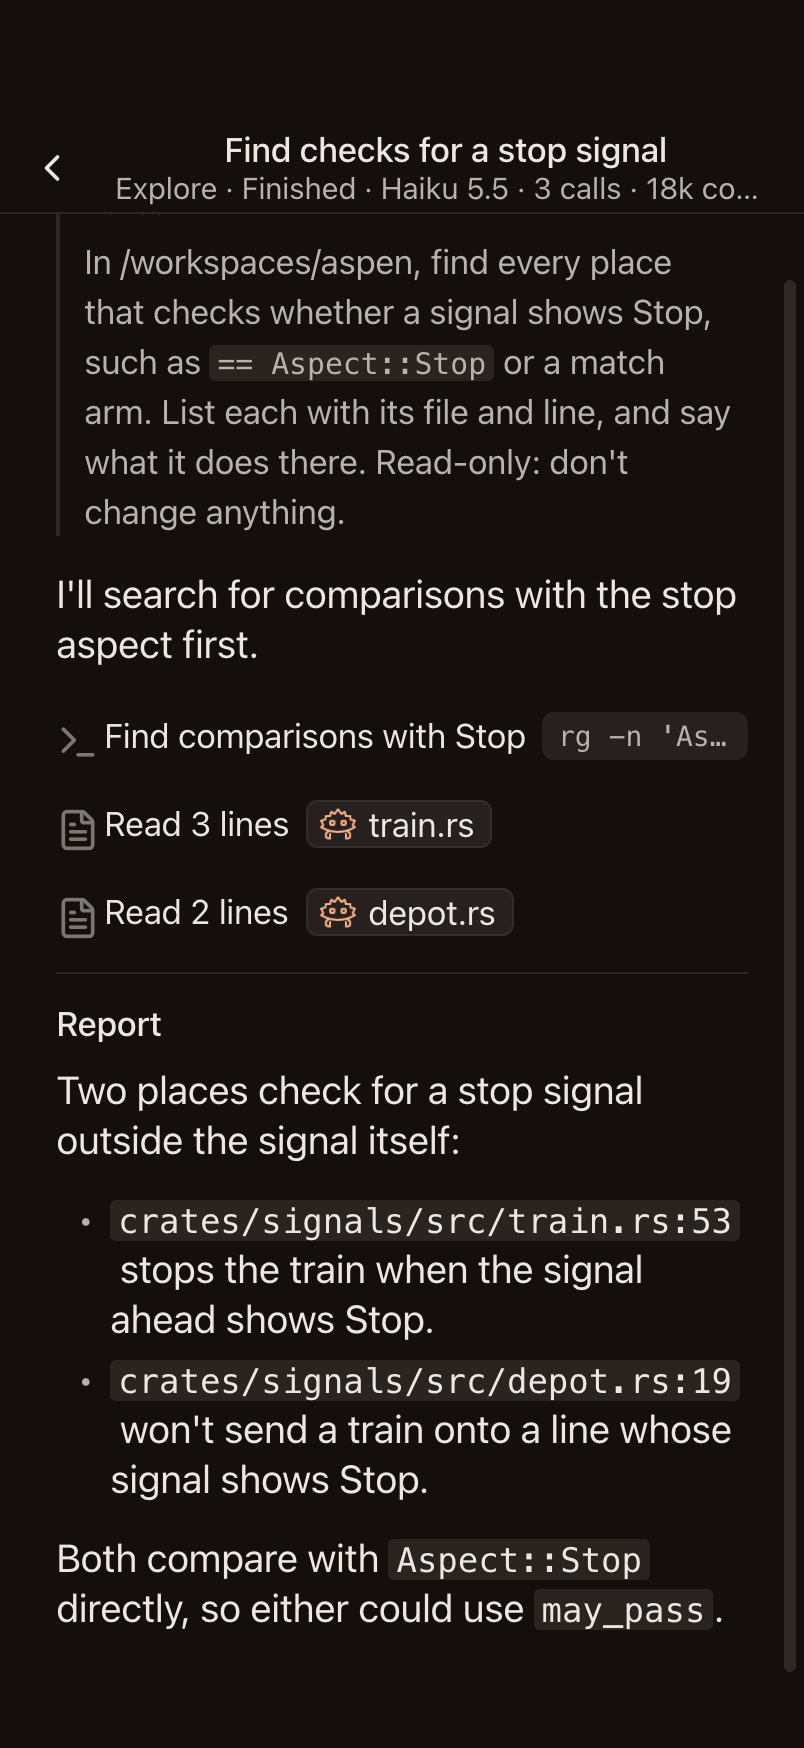 Find checks for a stop signal
Explore · Finished · Haiku 5.5 · 3 calls · 18k co...
In /workspaces/aspen, find every place
that checks whether a signal shows Stop,
such as == Aspect::Stop or a match
arm. List each with its file and line, and say
what it does there. Read-only: don't
change anything.
I'll search for comparisons with the stop
aspect first.
Find comparisons with Stop rg -n 'As…
Read 3 lines train.rs
Read 2 lines depot.rs
Report
Two places check for a stop signal
outside the signal itself:
• crates/signals/src/train.rs:53
stops the train when the signal
ahead shows Stop.
• crates/signals/src/depot.rs:19
won't send a train onto a line whose
signal shows Stop.
Both compare with Aspect::Stop
directly, so either could use may_pass.